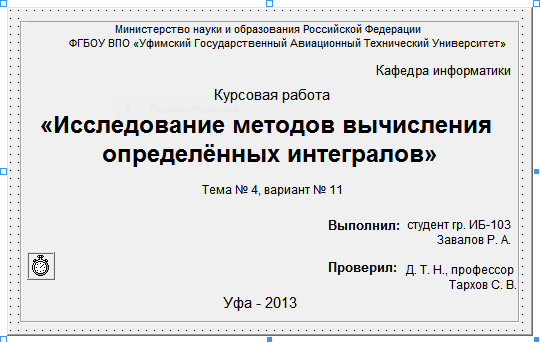 Министерство науки и образования Российской Федерации
ФГБОУ ВПО «Уфимский Государственный Авиационный Технический Университет»
Кафедра информатики
Курсовая работа
«Исследование методов вычисления
определённых интегралов»
Тема № 4, вариант № 11
Выполнил: студент гр. ИБ-103
Завалов Р. А.
Проверил: Д. Т. Н., профессор
Тархов С. В.
Уфа - 2013